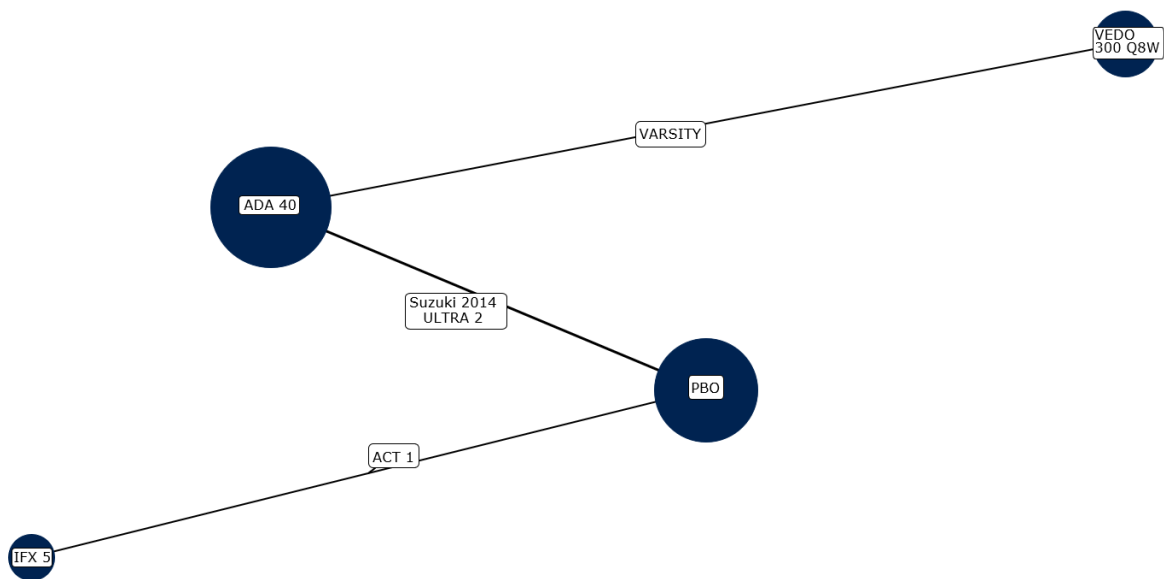 VEDO
300 Q8W
VARSITY
ADA 40
Suzuki 2014
ULTRA 2
PBO
ACT 1
IFX 5